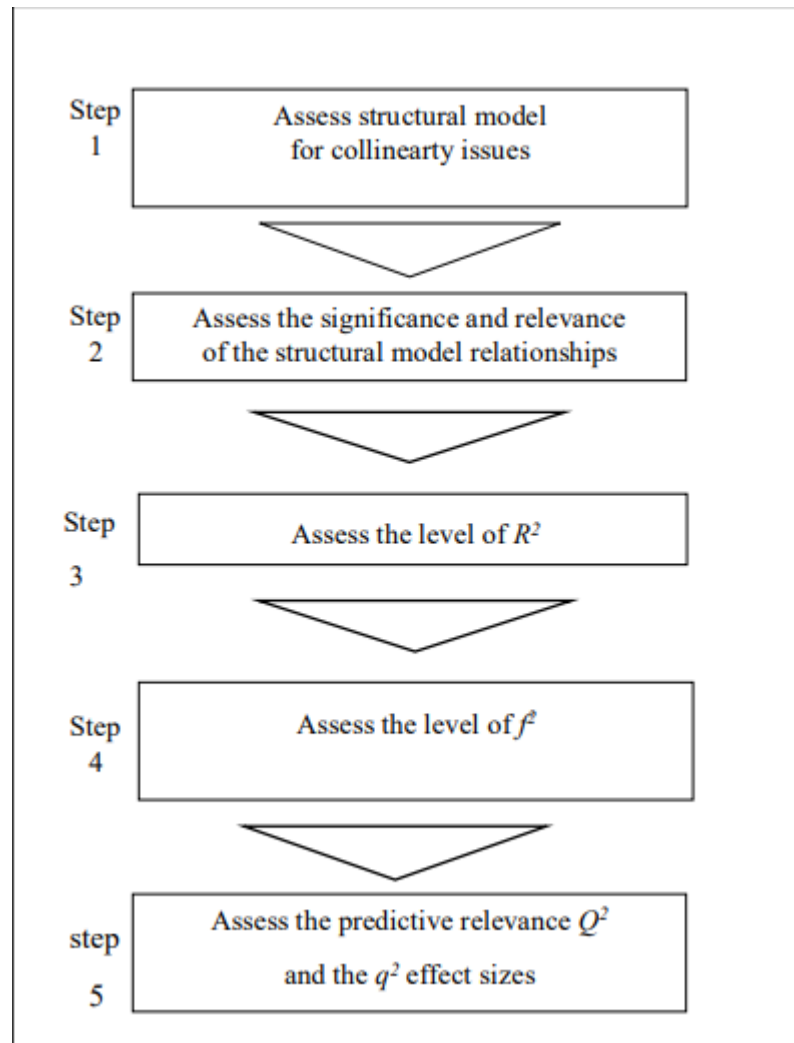 Step
1
Assess structural model
for collinearty issues
Step
2
Assess the significance and relevance
of the structural model relationships
Step
3
Assess the level of R²
Step
4
Assess the level of f²
step
5
Assess the predictive relevance Q²
and the q² effect sizes